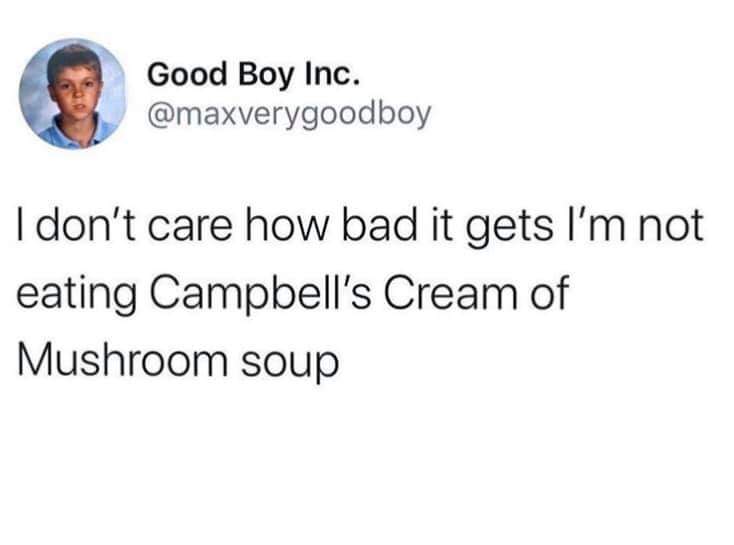 Good Boy Inc.
@maxverygoodboy
I don't care how bad it gets I'm not
eating Campbell's Cream of
Mushroom soup